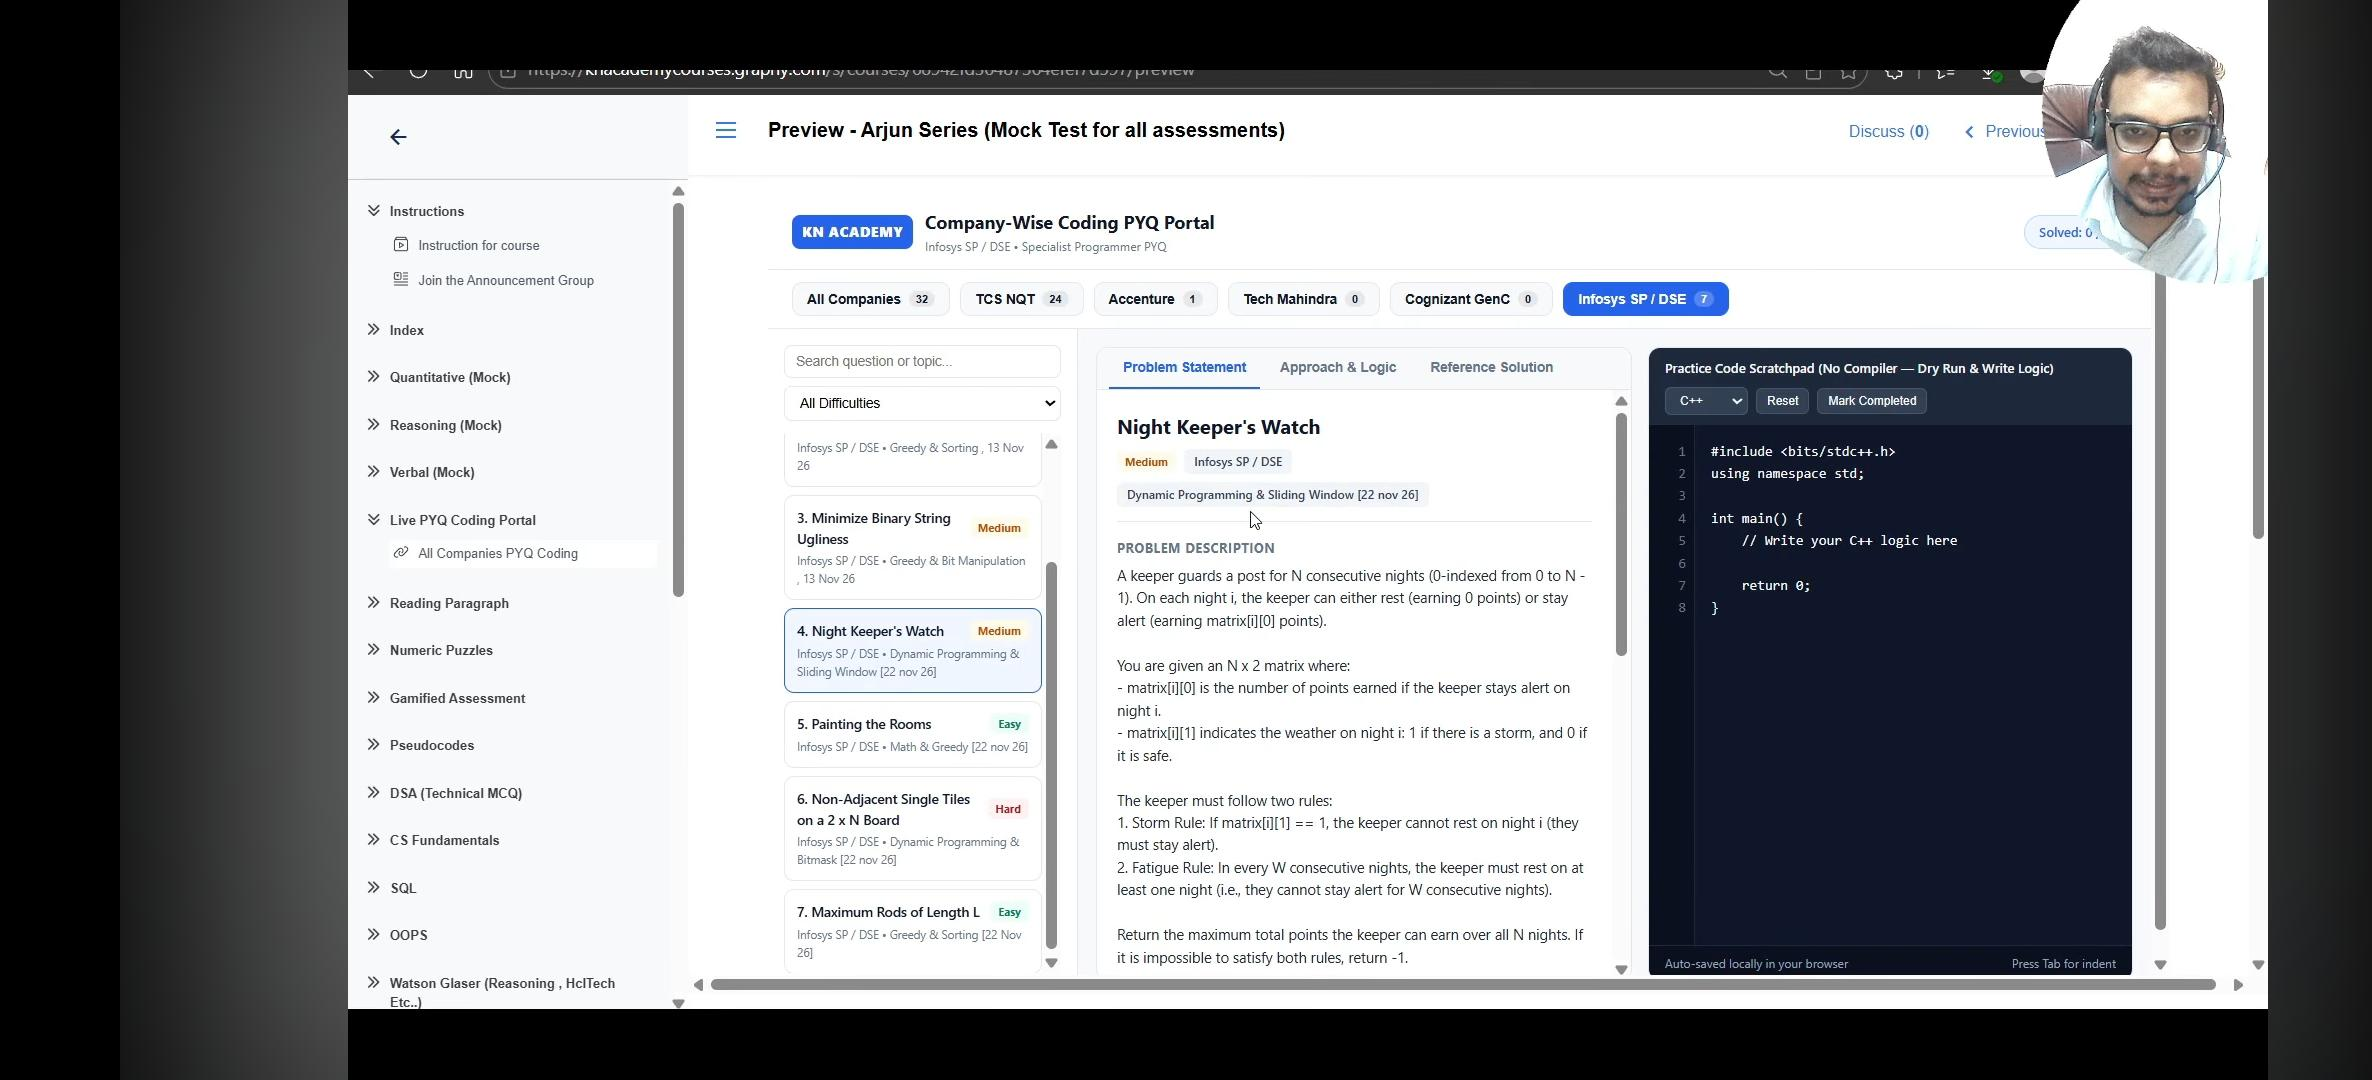 Preview - Arjun Series (Mock Test for all assessments)
Discuss (0)
Previous
Instructions
Instruction for course
Join the Announcement Group
Index
Quantitative (Mock)
Reasoning (Mock)
Verbal (Mock)
Live PYQ Coding Portal
All Companies PYQ Coding
Reading Paragraph
Numeric Puzzles
Gamified Assessment
Pseudocodes
DSA (Technical MCQ)
CS Fundamentals
SQL
OOPS
Watson Glaser (Reasoning , HclTech
Etc..)
KN ACADEMY
Company-Wise Coding PYQ Portal
Infosys SP / DSE • Specialist Programmer PYQ
Solved: 0
All Companies 32
TCS NQT 24
Accenture 1
Tech Mahindra 0
Cognizant GenC 0
Infosys SP / DSE 7
Search question or topic...
All Difficulties
Infosys SP / DSE • Greedy & Sorting , 13 Nov
26
3. Minimize Binary String
Ugliness
Medium
Infosys SP / DSE • Greedy & Bit Manipulation
, 13 Nov 26
4. Night Keeper's Watch
Medium
Infosys SP / DSE • Dynamic Programming &
Sliding Window [22 nov 26]
5. Painting the Rooms
Easy
Infosys SP / DSE • Math & Greedy [22 nov 26]
6. Non-Adjacent Single Tiles
on a 2 x N Board
Hard
Infosys SP / DSE • Dynamic Programming &
Bitmask [22 nov 26]
7. Maximum Rods of Length L
Easy
Infosys SP / DSE • Greedy & Sorting [22 Nov
26]
Problem Statement
Approach & Logic
Reference Solution
Night Keeper's Watch
Medium
Infosys SP / DSE
Dynamic Programming & Sliding Window [22 nov 26]
PROBLEM DESCRIPTION
A keeper guards a post for N consecutive nights (0-indexed from 0 to N -
1). On each night i, the keeper can either rest (earning 0 points) or stay
alert (earning matrix[i][0] points).
You are given an N x 2 matrix where:
- matrix[i][0] is the number of points earned if the keeper stays alert on
night i.
- matrix[i][1] indicates the weather on night i: 1 if there is a storm, and 0 if
it is safe.
The keeper must follow two rules:
1. Storm Rule: If matrix[i][1] == 1, the keeper cannot rest on night i (they
must stay alert).
2. Fatigue Rule: In every W consecutive nights, the keeper must rest on at
least one night (i.e., they cannot stay alert for W consecutive nights).
Return the maximum total points the keeper can earn over all N nights. If
it is impossible to satisfy both rules, return -1.
Practice Code Scratchpad (No Compiler — Dry Run & Write Logic)
C++
Reset
Mark Completed
1 #include <bits/stdc++.h>
2 using namespace std;
3
4 int main() {
5 // Write your C++ logic here
6
7 return 0;
8 }
Auto-saved locally in your browser
Press Tab for indent